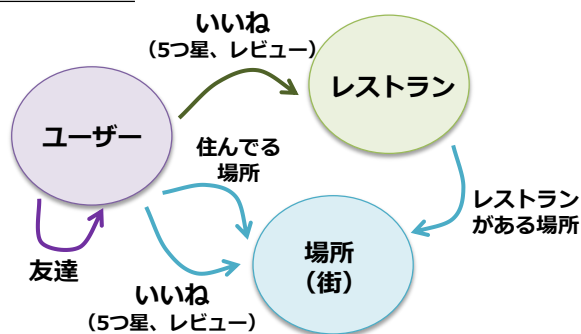 いいね
（5つ星、レビュー）
レストラン
ユーザー
住んでる
場所
レストラン
がある場所
場所
（街）
友達
いいね
（5つ星、レビュー）